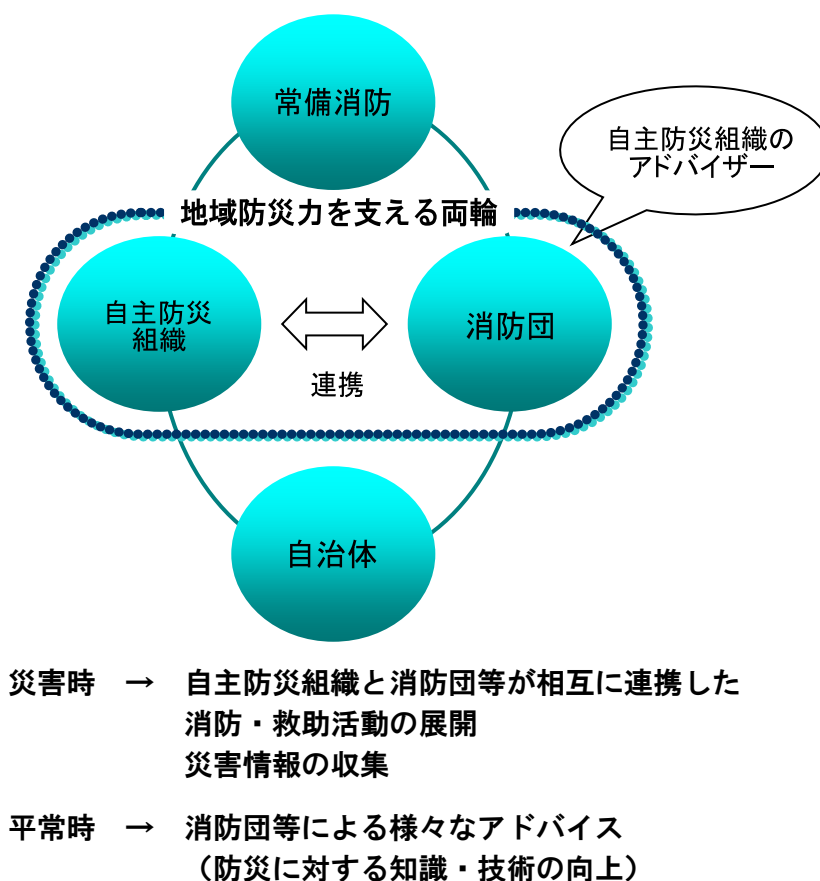 常備消防
自主防災組織の
アドバイザー
地域防災力を支える両輪
自主防災
組織
消防団
連携
自治体
災害時 → 自主防災組織と消防団等が相互に連携した
消防・救助活動の展開
災害情報の収集
平常時 → 消防団等による様々なアドバイス
（防災に対する知識・技術の向上）